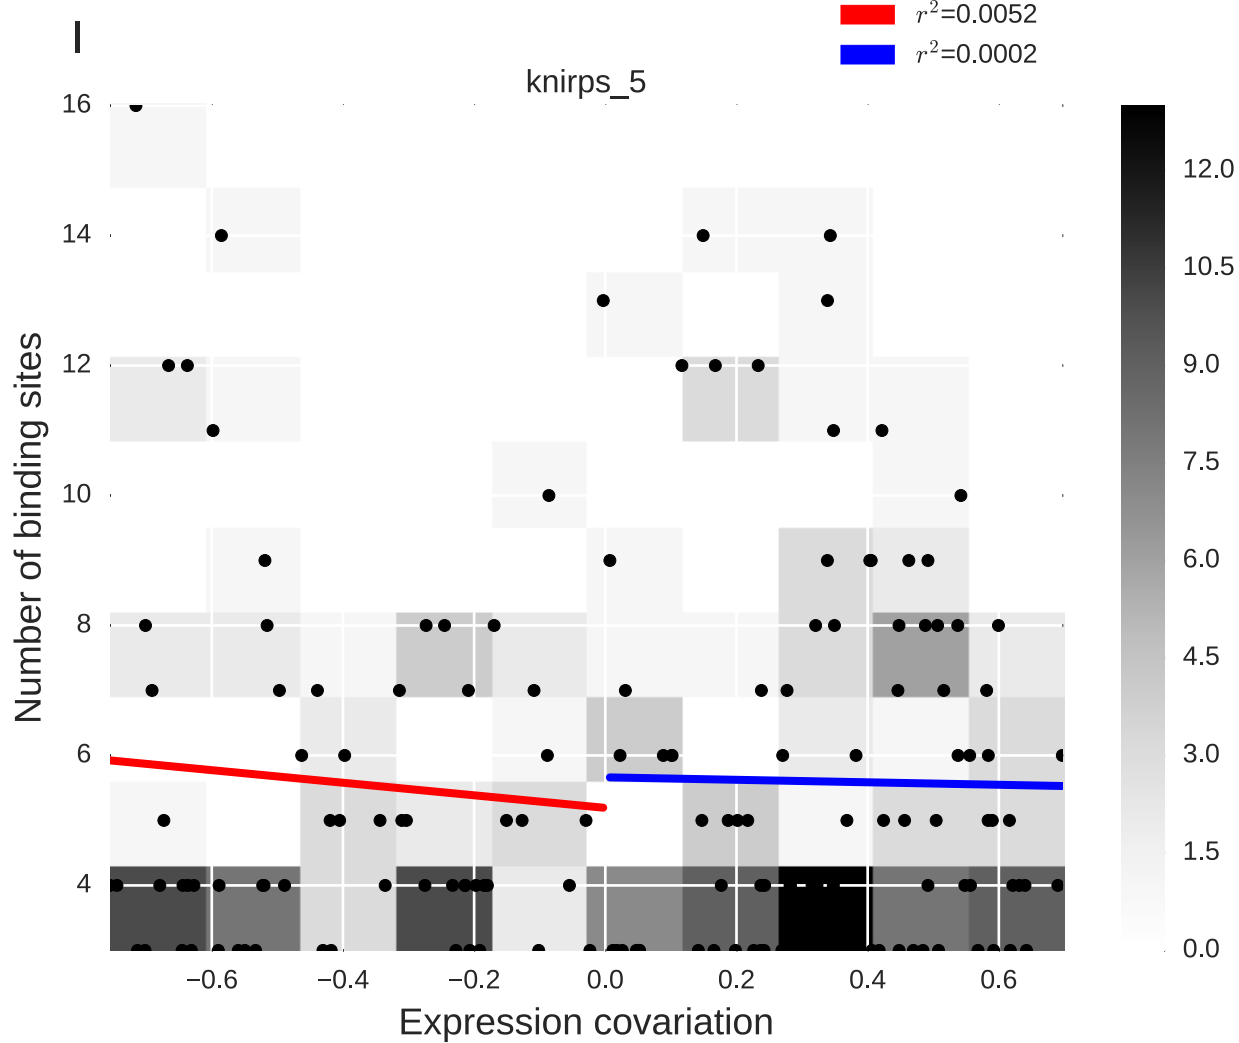 I
r²=0.0052
r²=0.0002
knirps_5
16
14
12
10
8
6
4
Number of binding sites
−0.6 −0.4 −0.2 0.0 0.2 0.4 0.6
Expression covariation
12.0
10.5
9.0
7.5
6.0
4.5
3.0
1.5
0.0